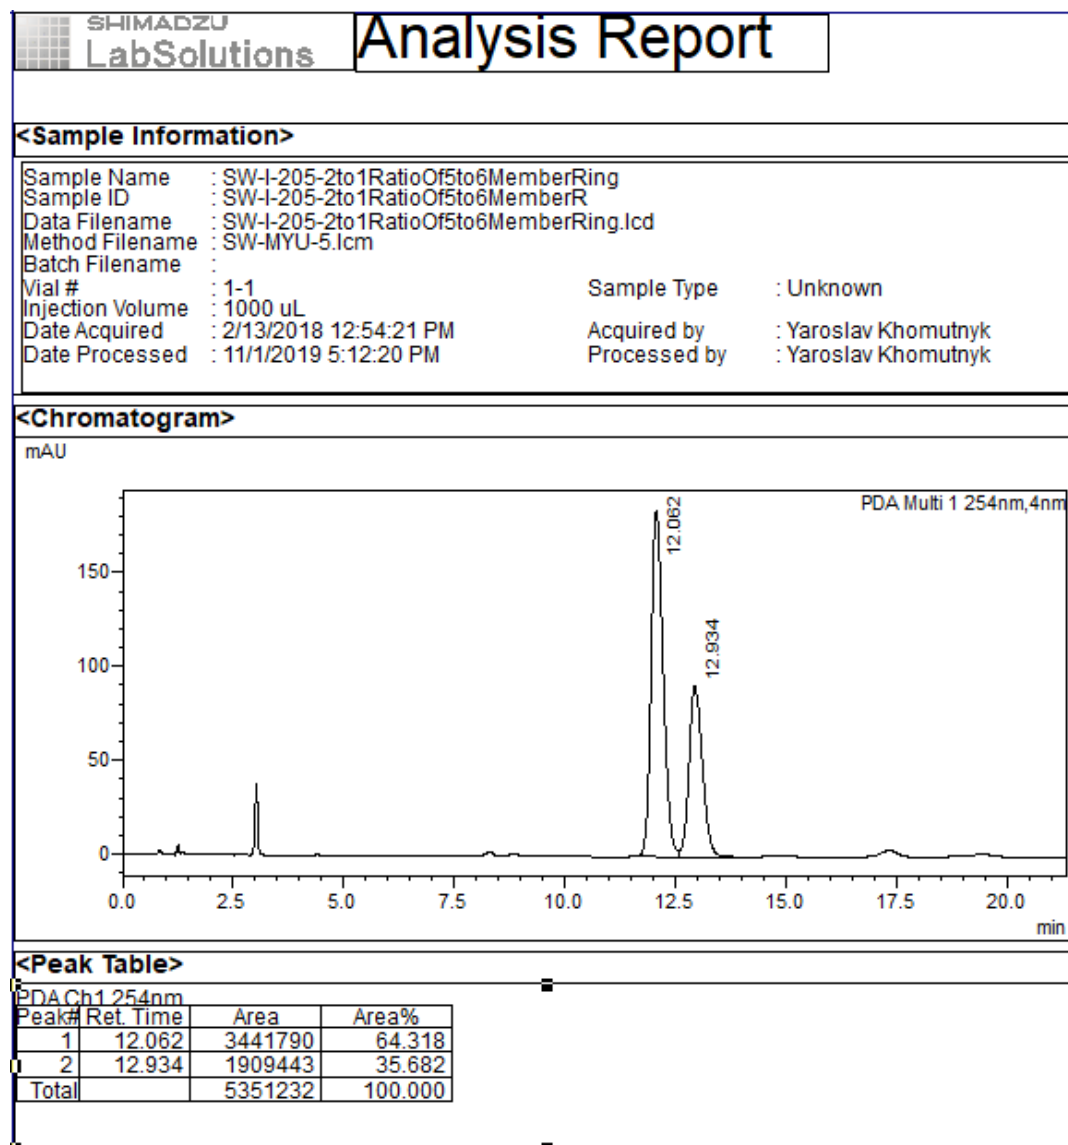 SHIMADZU
LabSolutions
Analysis Report
<Sample Information>
Sample Name : SW-I-205-2to1RatioOf5to6MemberRing
Sample ID : SW-I-205-2to1RatioOf5to6MemberR
Data Filename : SW-I-205-2to1RatioOf5to6MemberRing.lcd
Method Filename : SW-MYU-5.lcm
Batch Filename :
Vial # : 1-1 Sample Type : Unknown
Injection Volume : 1000 uL
Date Acquired : 2/13/2018 12:54:21 PM Acquired by : Yaroslav Khomutnyk
Date Processed : 11/1/2019 5:12:20 PM Processed by : Yaroslav Khomutnyk
<Chromatogram>
mAU
PDA Multi 1 254nm,4nm
12.062
12.934
150
100
50
0
0.0 2.5 5.0 7.5 10.0 12.5 15.0 17.5 20.0
min
<Peak Table>
PDA Ch1 254nm
Peak# Ret. Time Area Area%
1 12.062 3441790 64.318
2 12.934 1909443 35.682
Total 5351232 100.000